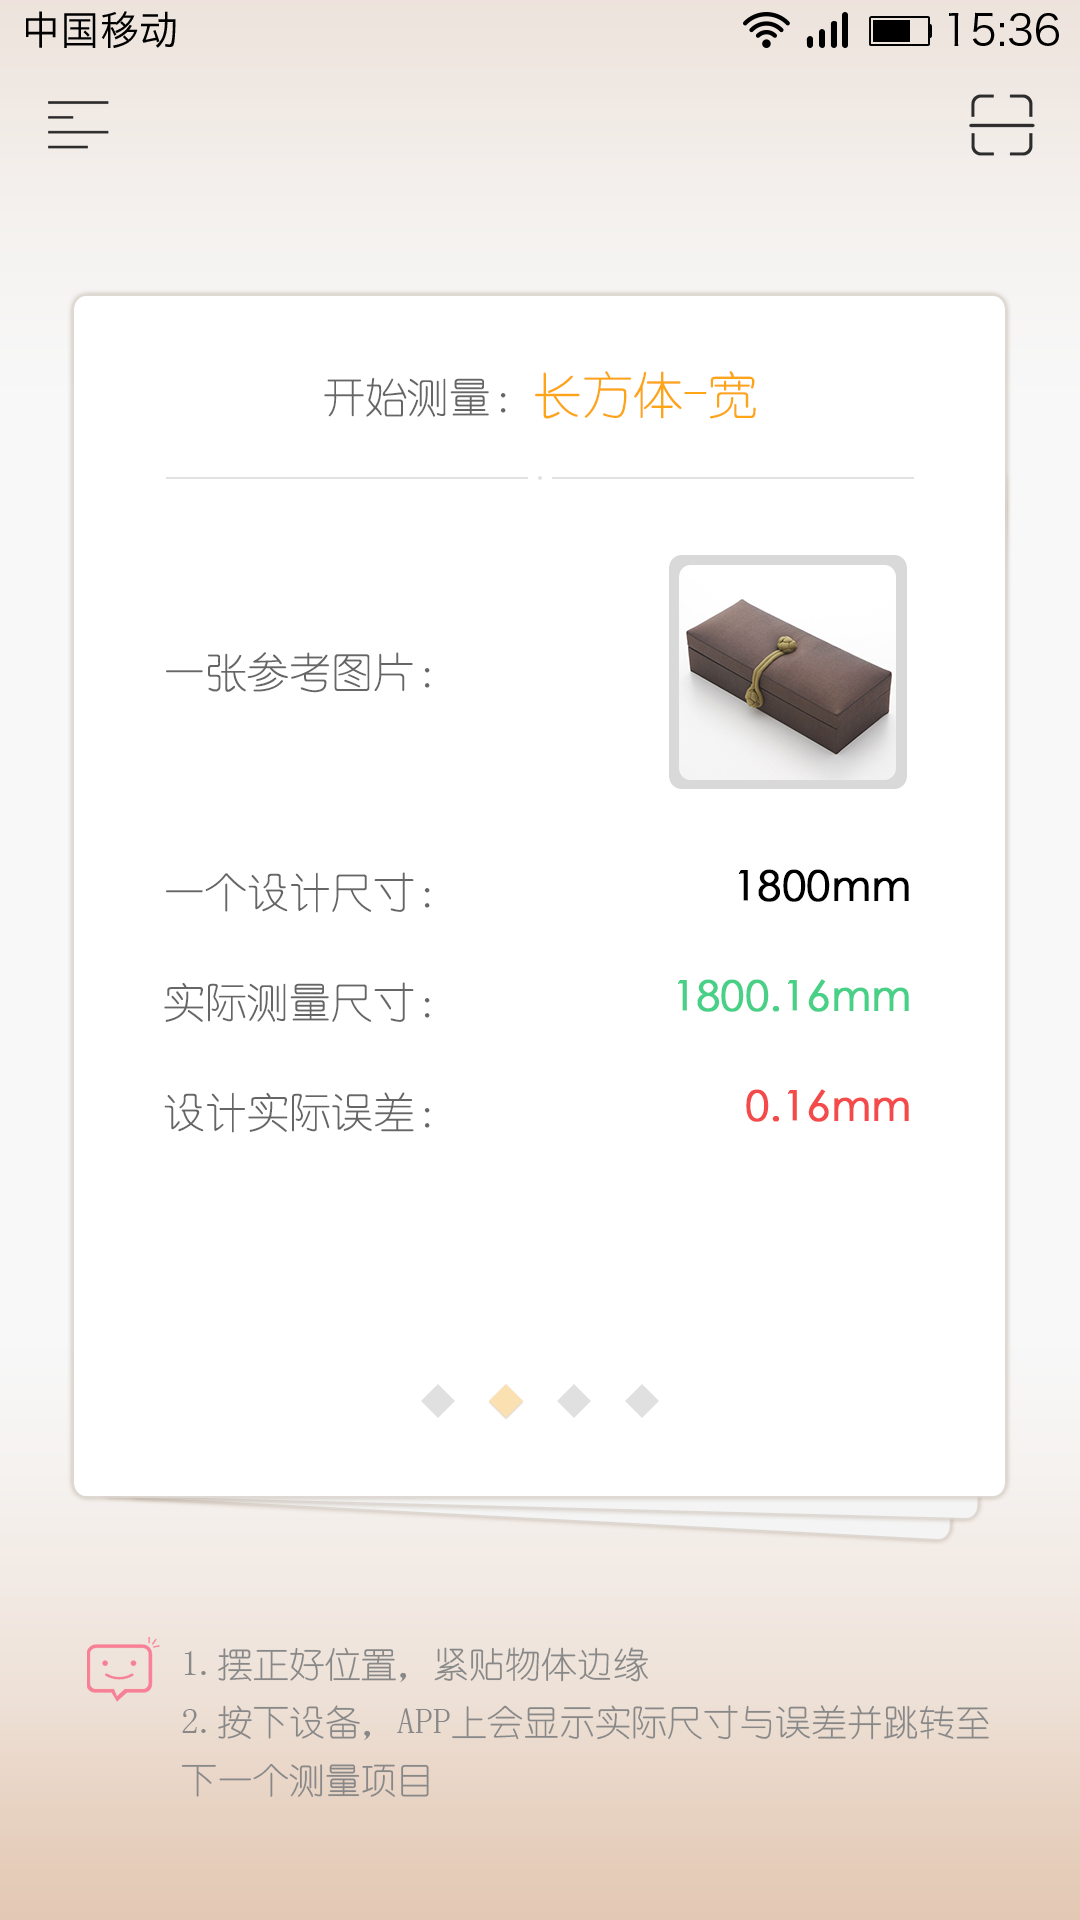 中国移动 15:36
开始测量：长方体-宽
一张参考图片：
一个设计尺寸： 1800mm
实际测量尺寸： 1800.16mm
设计实际误差： 0.16mm
1.摆正好位置，紧贴物体边缘
2.按下设备，APP上会显示实际尺寸与误差并跳转至
下一个测量项目